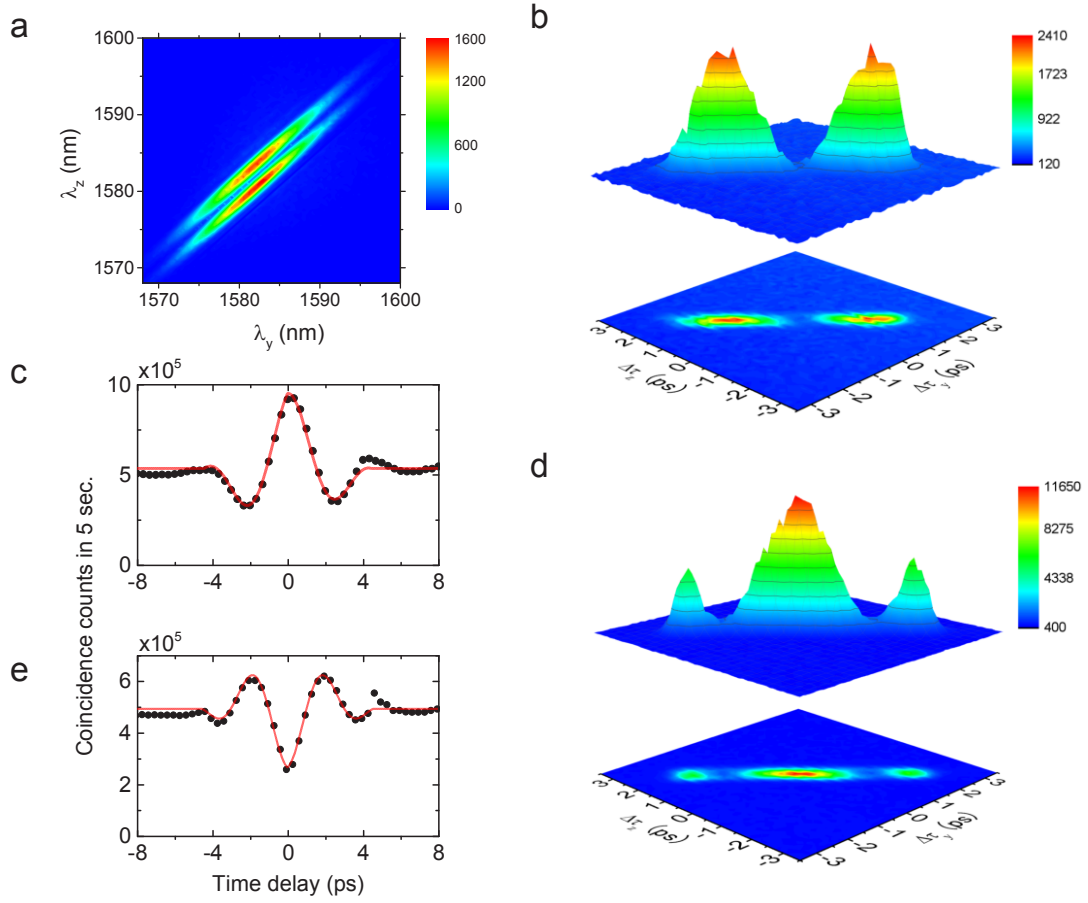 a
1600
1590
1580
1570
λz (nm)
1570 1580 1590 1600
λy (nm)
1600
1200
600
0
b
2410
1723
922
120
3 2 1 0 -1 -2 -3
Δτz (ps)
-3 -2 -1 0 1 2 3
Δτy (ps)
c
x10⁵
10
5
0
-8 -4 0 4 8
Coincidence counts in 5 sec.
d
11650
8275
4338
400
3 2 1 0 -1 -2 -3
Δτz (ps)
-3 -2 -1 0 1 2 3
Δτy (ps)
e
x10⁵
6
4
2
0
-8 -4 0 4 8
Time delay (ps)